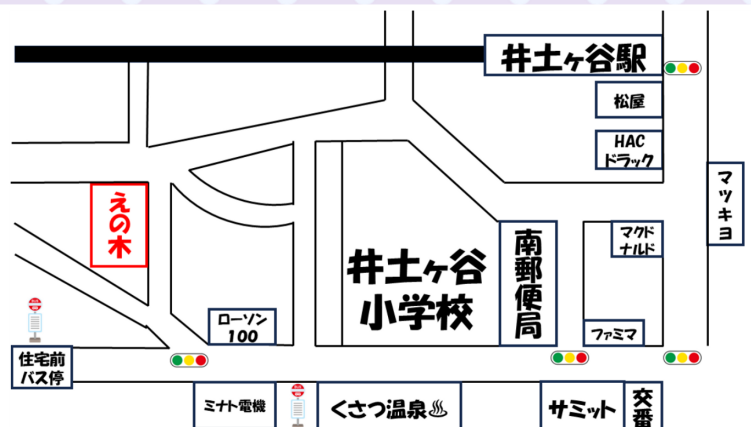 井土ヶ谷駅
松屋
HAC
ドラック
マツキヨ
えの木
井土ヶ谷
小学校
南郵便局
マクド
ナルド
ローソン
100
ファミマ
住宅前
バス停
ミナト電機
くさつ温泉♨
サミット
交番